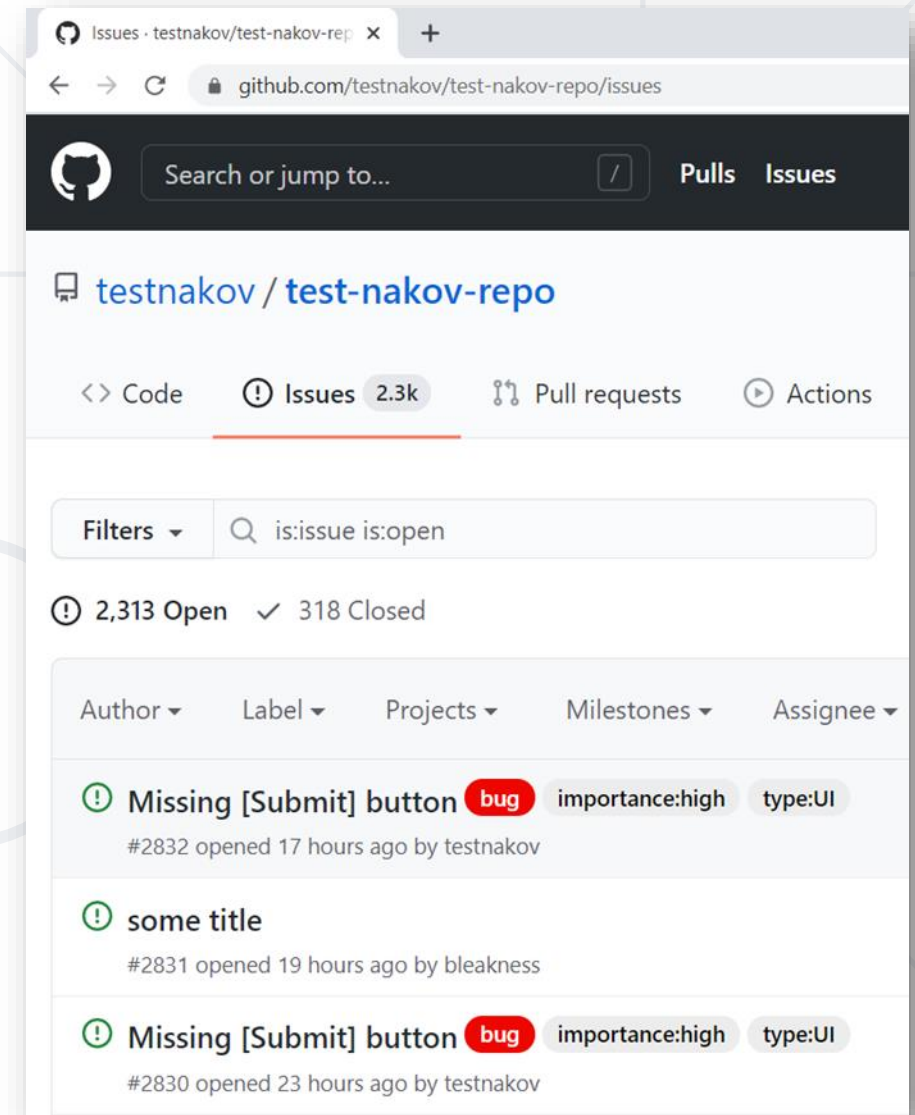 Issues · testnakov/test-nakov-rep
github.com/testnakov/test-nakov-repo/issues
Search or jump to... / Pulls Issues
testnakov / test-nakov-repo
<> Code Issues 2.3k Pull requests Actions
Filters is:issue is:open
2,313 Open 318 Closed
Author Label Projects Milestones Assignee
Missing [Submit] button bug importance:high type:UI
#2832 opened 17 hours ago by testnakov
some title
#2831 opened 19 hours ago by bleakness
Missing [Submit] button bug importance:high type:UI
#2830 opened 23 hours ago by testnakov